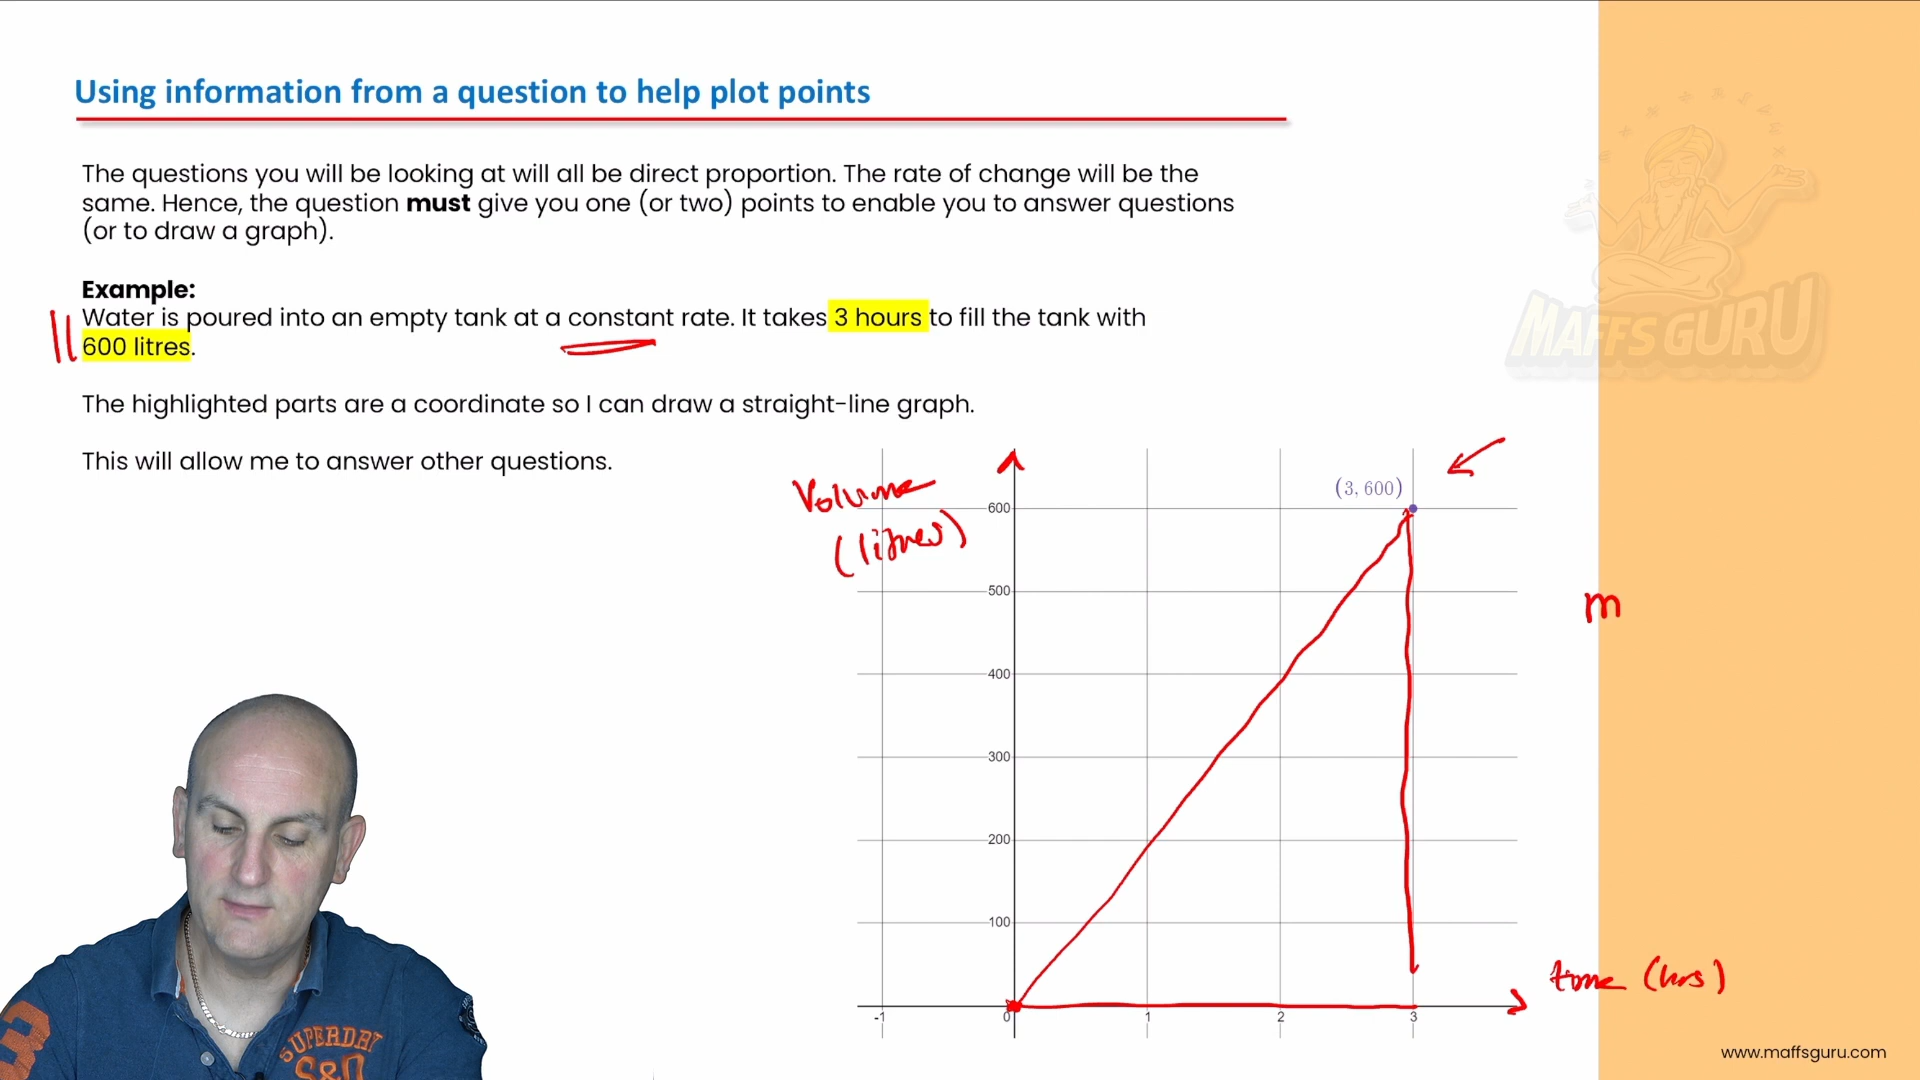 Using information from a question to help plot points
The questions you will be looking at will all be direct proportion. The rate of change will be the
same. Hence, the question must give you one (or two) points to enable you to answer questions
(or to draw a graph).
Example:
Water is poured into an empty tank at a constant rate. It takes 3 hours to fill the tank with
600 litres.
The highlighted parts are a coordinate so I can draw a straight-line graph.
This will allow me to answer other questions.
Volume
(litres)
(3, 600)
600
500
400
300
200
100
m
time (hrs)
-1 0 1 2 3
MAFFS GURU
SUPERDRY
S&D
3
www.maffsguru.com